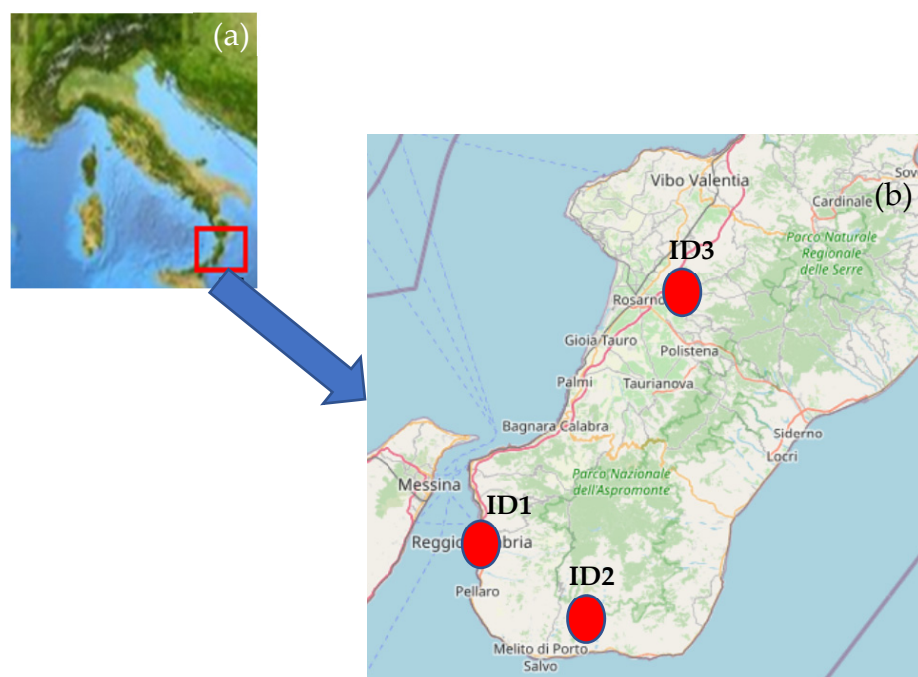 (a)
Vibo Valentia
Cardinale
(b)
Parco Naturale
Regionale
delle Serre
ID3
Rosarno
Gioia Tauro
Polistena
Palmi
Taurianova
Bagnara Calabra
Siderno
Locri
Parco Nazionale
dell'Aspromonte
Messina
ID1
Reggio
bria
Pellaro
ID2
Melito di Porto
Salvo